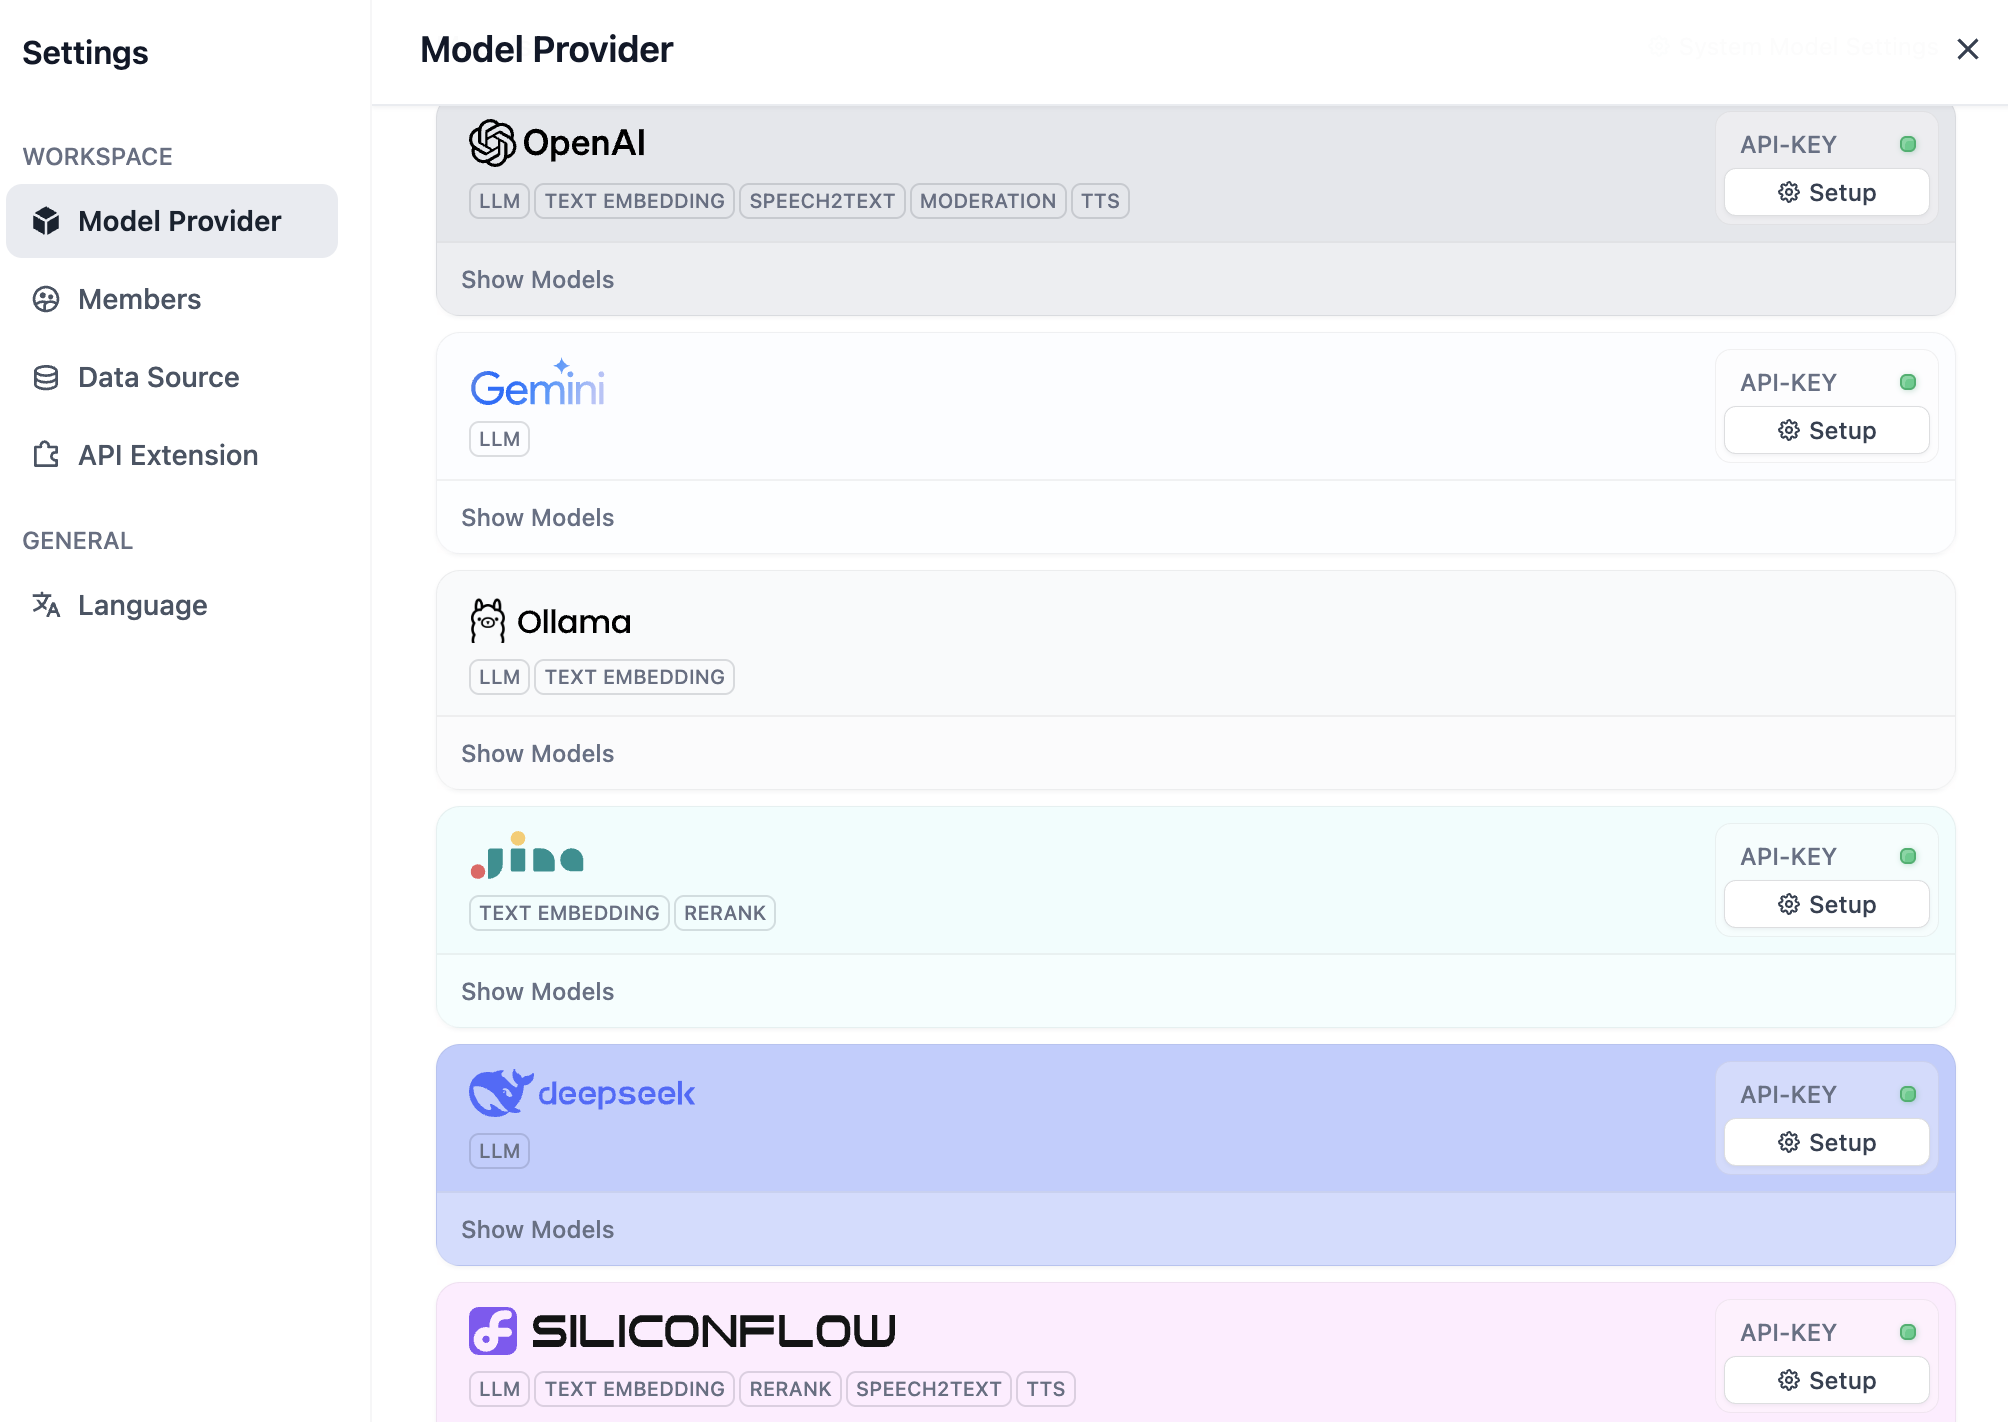 Settings
WORKSPACE
Model Provider
Members
Data Source
API Extension
GENERAL
Language
Model Provider
System Model Settings
OpenAI
LLM TEXT EMBEDDING SPEECH2TEXT MODERATION TTS
API-KEY
Setup
Show Models
Gemini
LLM
API-KEY
Setup
Show Models
Ollama
LLM TEXT EMBEDDING
Show Models
Jina
TEXT EMBEDDING RERANK
API-KEY
Setup
Show Models
deepseek
LLM
API-KEY
Setup
Show Models
SILICONFLOW
LLM TEXT EMBEDDING RERANK SPEECH2TEXT TTS
API-KEY
Setup